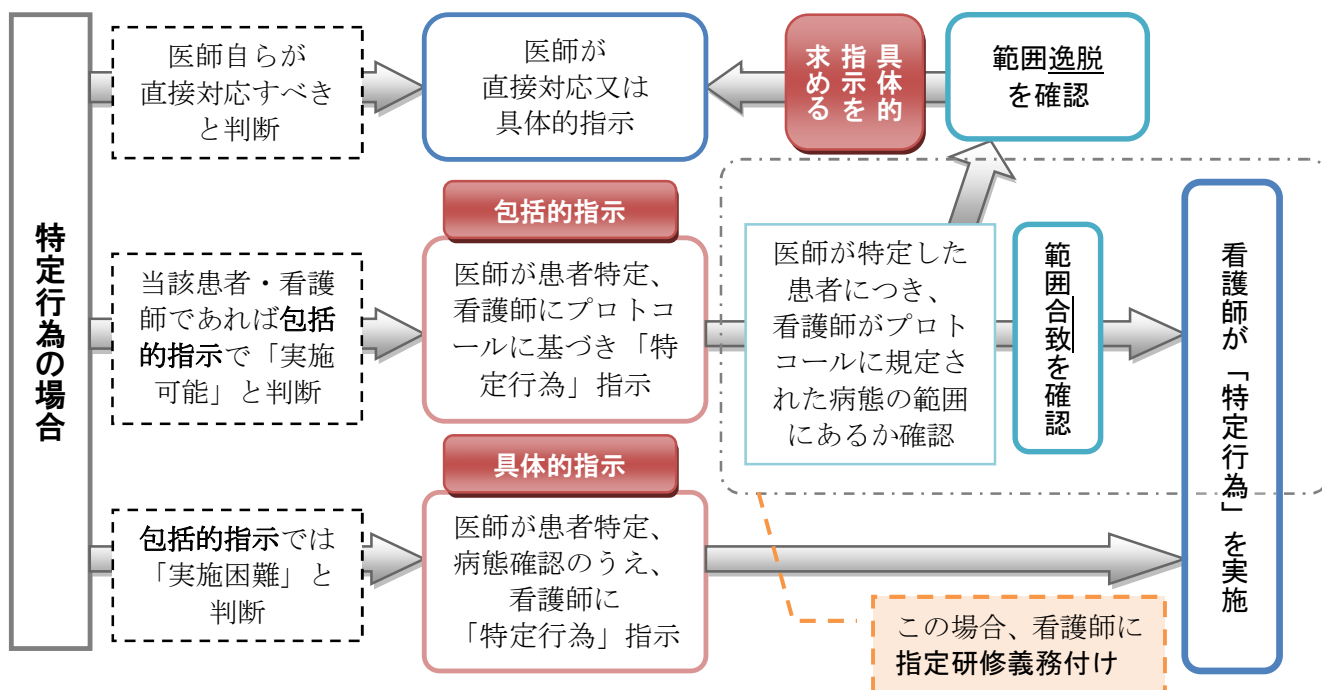 特定行為の場合
医師自らが
直接対応すべき
と判断
医師が
直接対応又は
具体的指示
具体的
指示を
求める
範囲逸脱
を確認
当該患者・看護
師であれば包括
的指示で「実施
可能」と判断
包括的指示
医師が患者特定、
看護師にプロトコ
ールに基づき「特
定行為」指示
医師が特定した
患者につき、
看護師がプロト
コールに規定さ
れた病態の範囲
にあるか確認
範囲合致を確認
看護師が「特定行為」を実施
包括的指示では
「実施困難」と
判断
具体的指示
医師が患者特定、
病態確認のうえ、
看護師に
「特定行為」指示
この場合、看護師に
指定研修義務付け